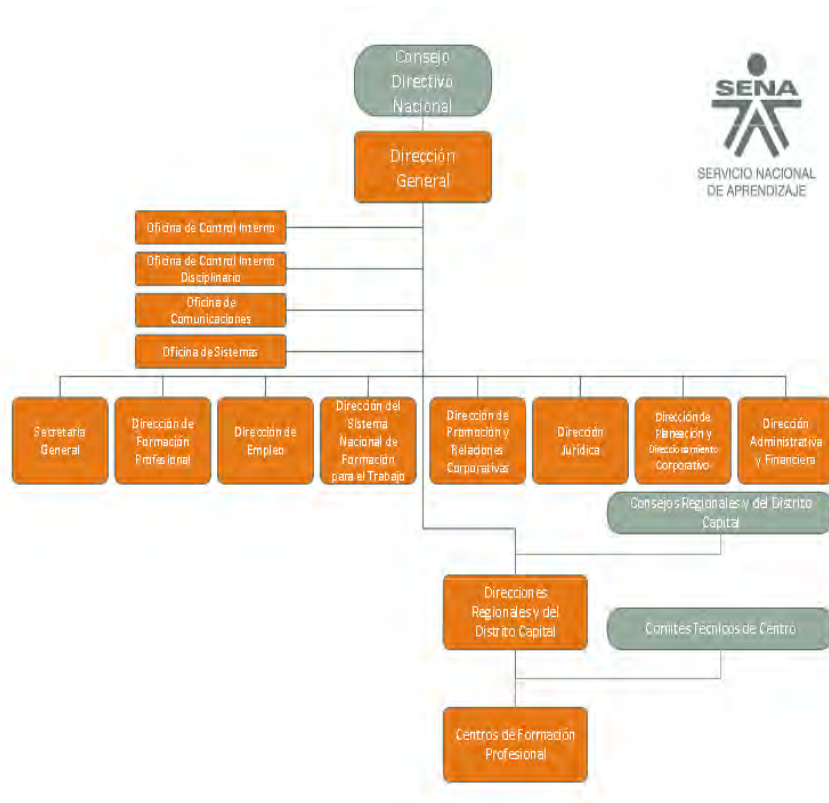 Consejo
Directivo
Nacional
Dirección
General
SENA
SERVICIO NACIONAL
DE APRENDIZAJE
Oficina de Control Interno
Oficina de Control Interno
Disciplinario
Oficina de
Comunicaciones
Oficina de Sistemas
Secretaría
General
Dirección de
Formación
Profesional
Dirección de
Empleo
Dirección del
Sistema
Nacional de
Formación
para el Trabajo
Dirección de
Promoción y
Relaciones
Corporativas
Dirección
Jurídica
Dirección de
Planeación y
Direccionamiento
Corporativo
Dirección
Administrativa
y Financiera
Consejos Regionales y del Distrito
Capital
Direcciones
Regionales y del
Distrito Capital
Comités Técnicos de Centro
Centros de Formación
Profesional